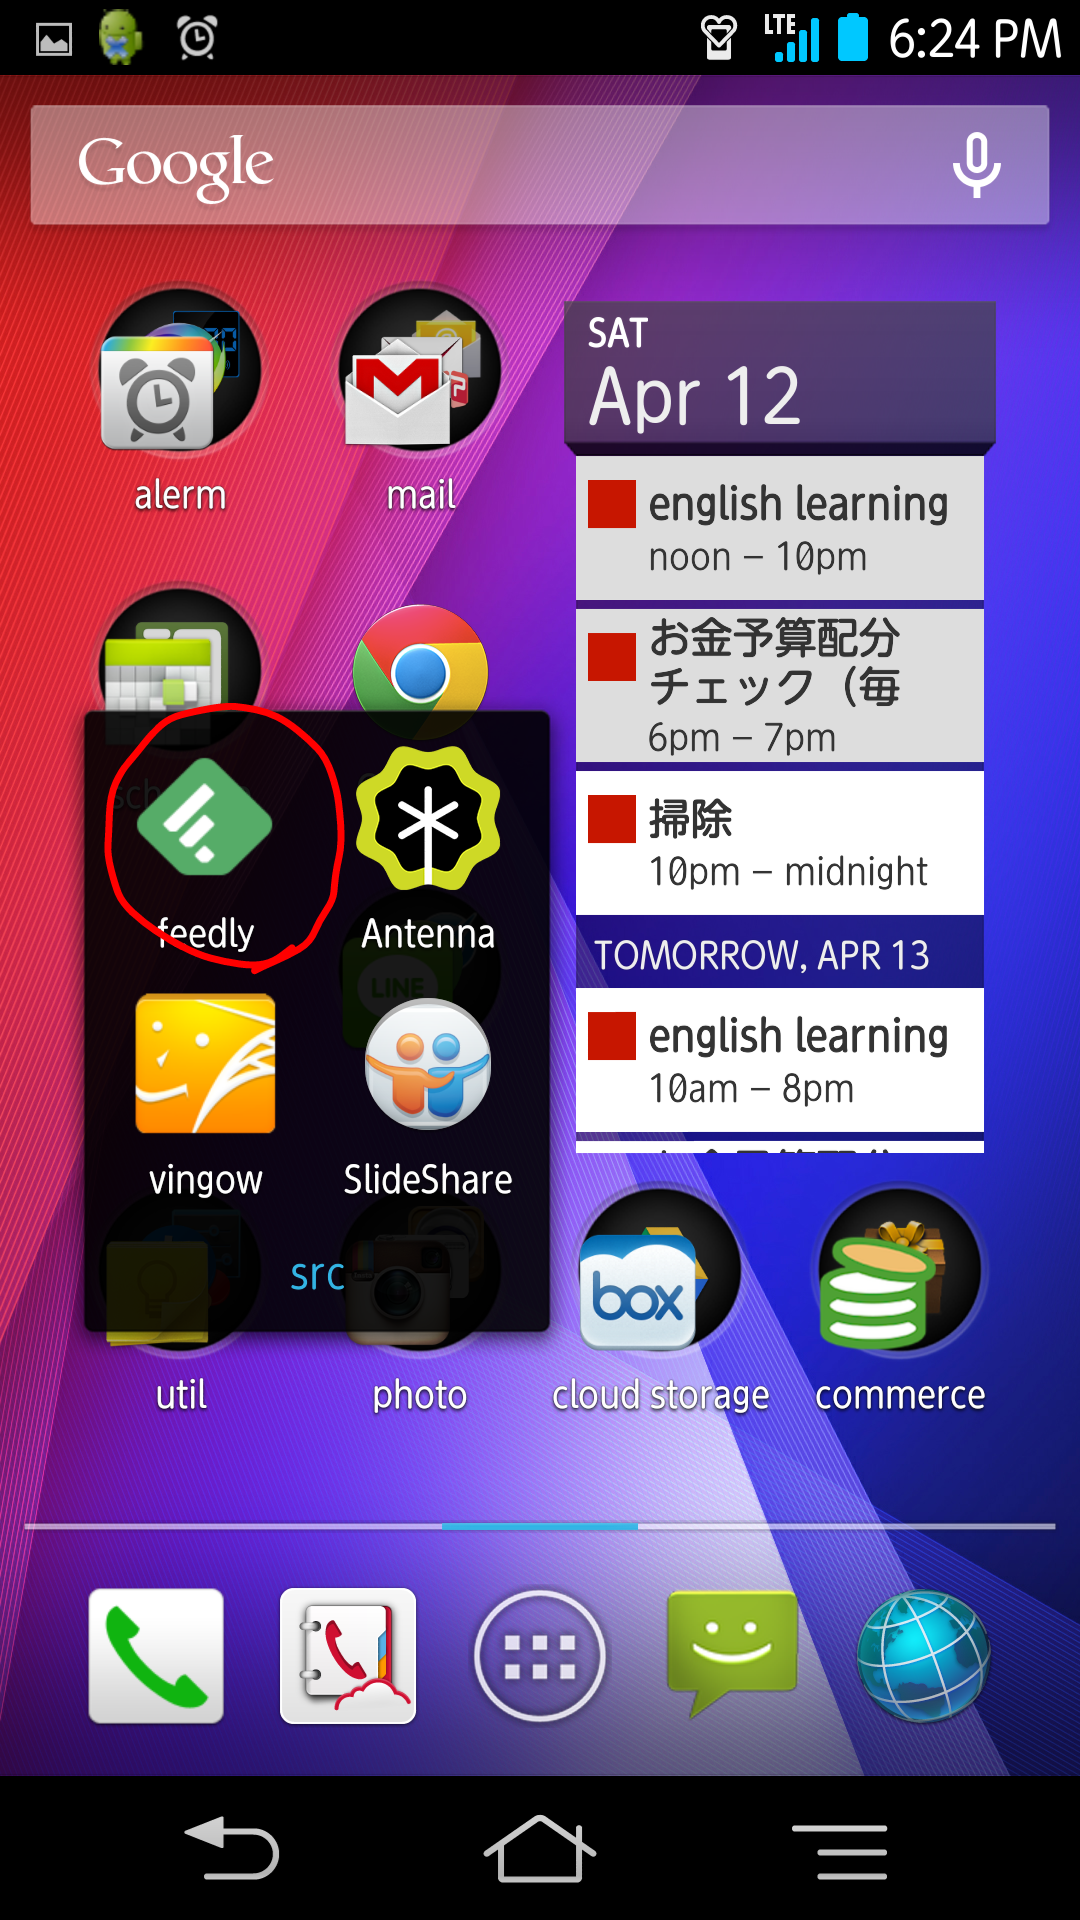 LTE 6:24 PM
Google
SAT
Apr 12
alerm
mail
english learning
noon – 10pm
お金予算配分
チェック（毎
6pm – 7pm
掃除
10pm – midnight
TOMORROW, APR 13
english learning
10am – 8pm
feedly
Antenna
LINE
vingow
SlideShare
src
box
util
photo
cloud storage
commerce